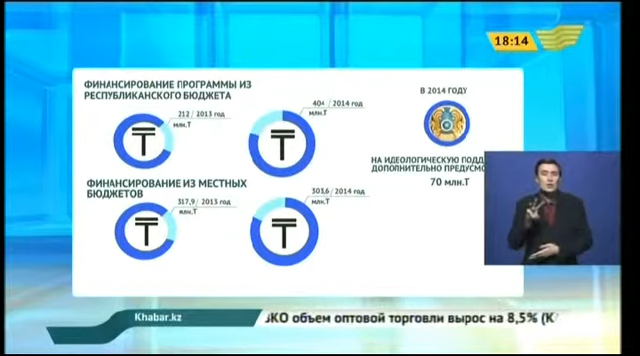 18:14
ФИНАНСИРОВАНИЕ ПРОГРАММЫ ИЗ
РЕСПУБЛИКАНСКОГО БЮДЖЕТА
212 / 2013 год
млн.Т
404 / 2014 год
млн.Т
В 2014 ГОДУ
НА ИДЕОЛОГИЧЕСКУЮ ПОДД
ДОПОЛНИТЕЛЬНО ПРЕДУСМО
70 млн.Т
ФИНАНСИРОВАНИЕ ИЗ МЕСТНЫХ
БЮДЖЕТОВ
317,9 / 2013 год
млн.Т
303,6 / 2014 год
млн.Т
Khabar.kz
ЗКО объем оптовой торговли вырос на 8,5% (К